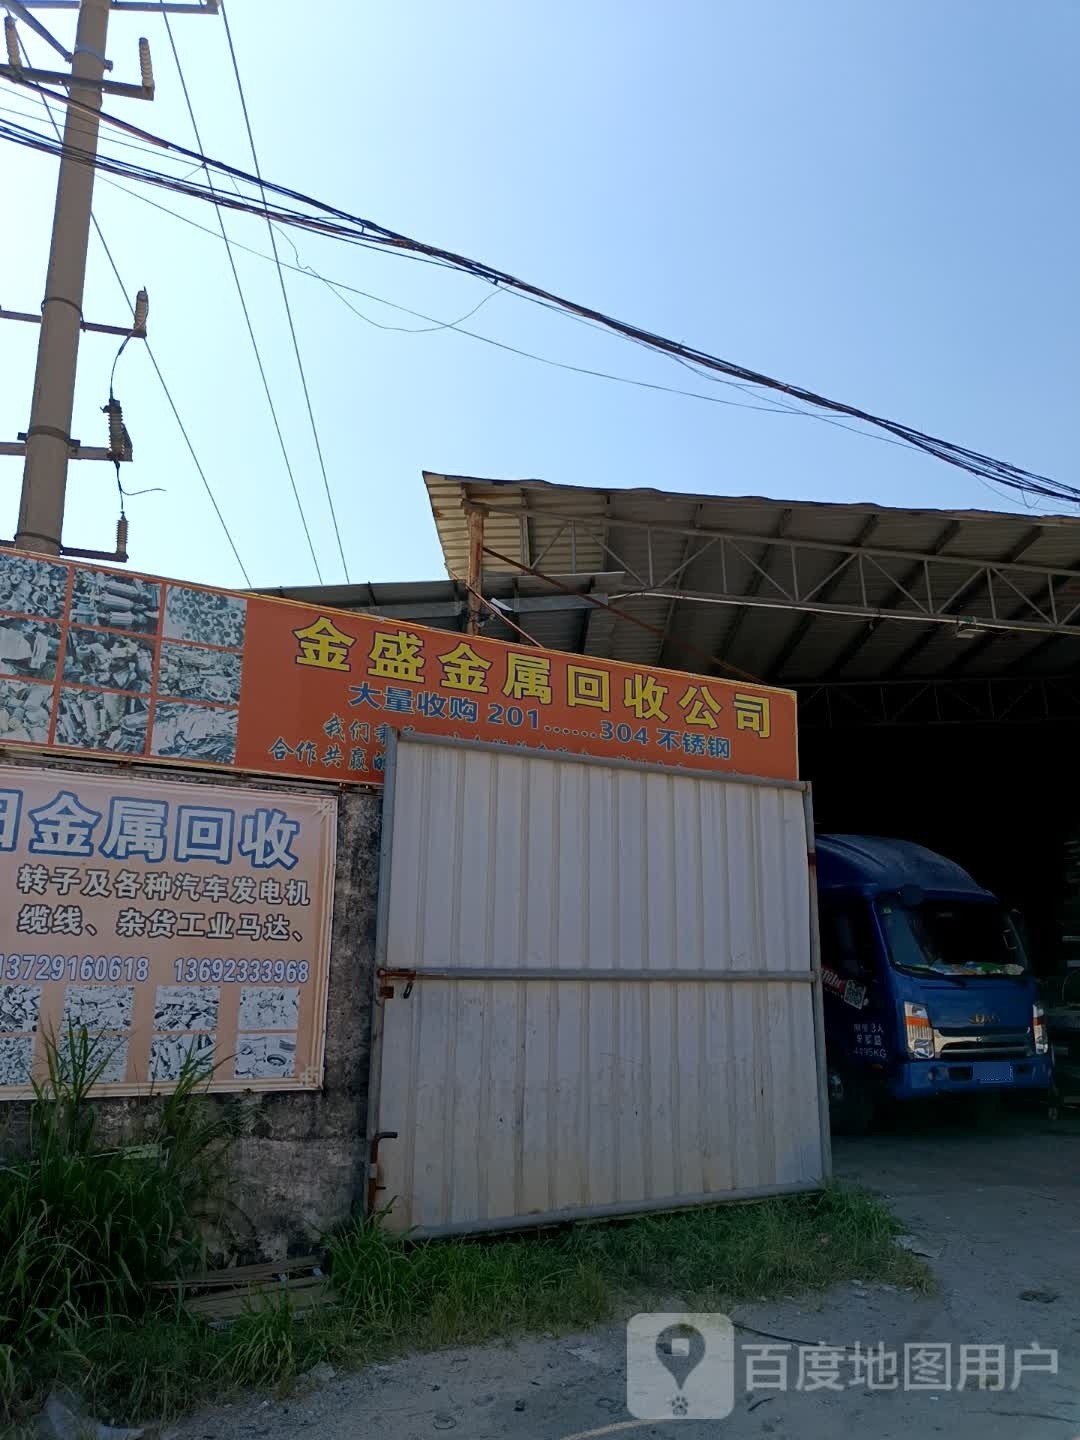 金盛金属回收公司
大量收购 201……304 不锈钢
我们
合作共赢的
金属回收
转子及各种汽车发电机
缆线、杂货工业马达、
13729160618 13692333968
4495KG
百度地图用户